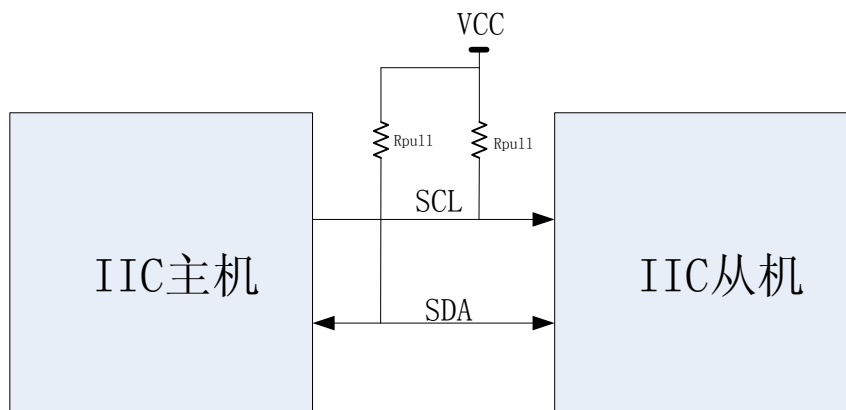 VCC
Rpull
Rpull
SCL
IIC主机
IIC从机
SDA